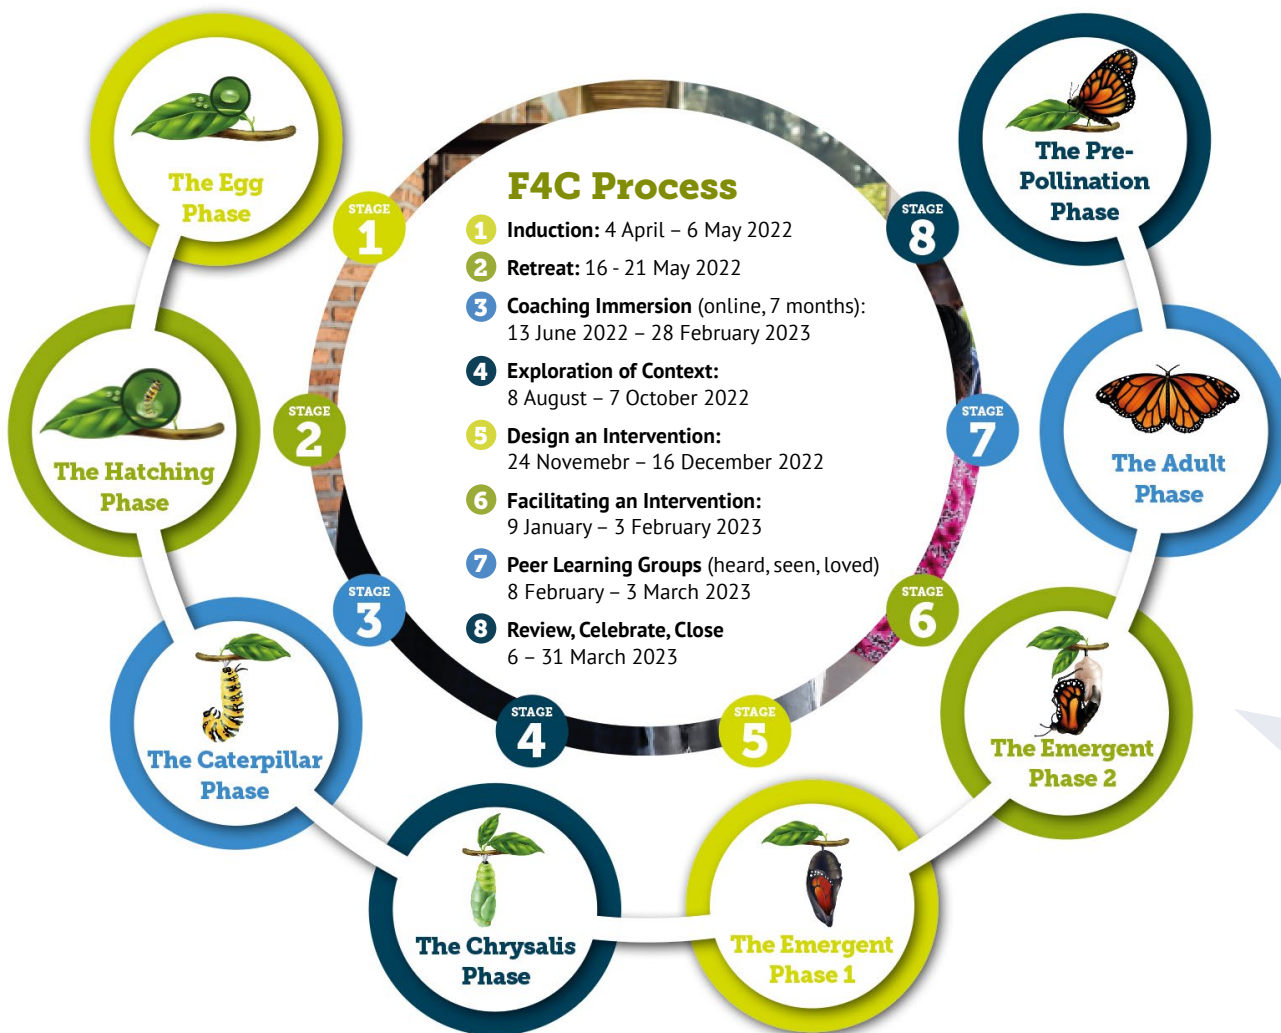 F4C Process
1 Induction: 4 April – 6 May 2022
2 Retreat: 16 - 21 May 2022
3 Coaching Immersion (online, 7 months):
13 June 2022 – 28 February 2023
4 Exploration of Context:
8 August – 7 October 2022
5 Design an Intervention:
24 Novemebr – 16 December 2022
6 Facilitating an Intervention:
9 January – 3 February 2023
7 Peer Learning Groups (heard, seen, loved)
8 February – 3 March 2023
8 Review, Celebrate, Close
6 – 31 March 2023
STAGE
1
The Egg
Phase
STAGE
2
The Hatching
Phase
STAGE
3
The Caterpillar
Phase
STAGE
4
The Chrysalis
Phase
STAGE
5
The Emergent
Phase 1
STAGE
6
The Emergent
Phase 2
STAGE
7
The Adult
Phase
STAGE
8
The Pre-
Pollination
Phase